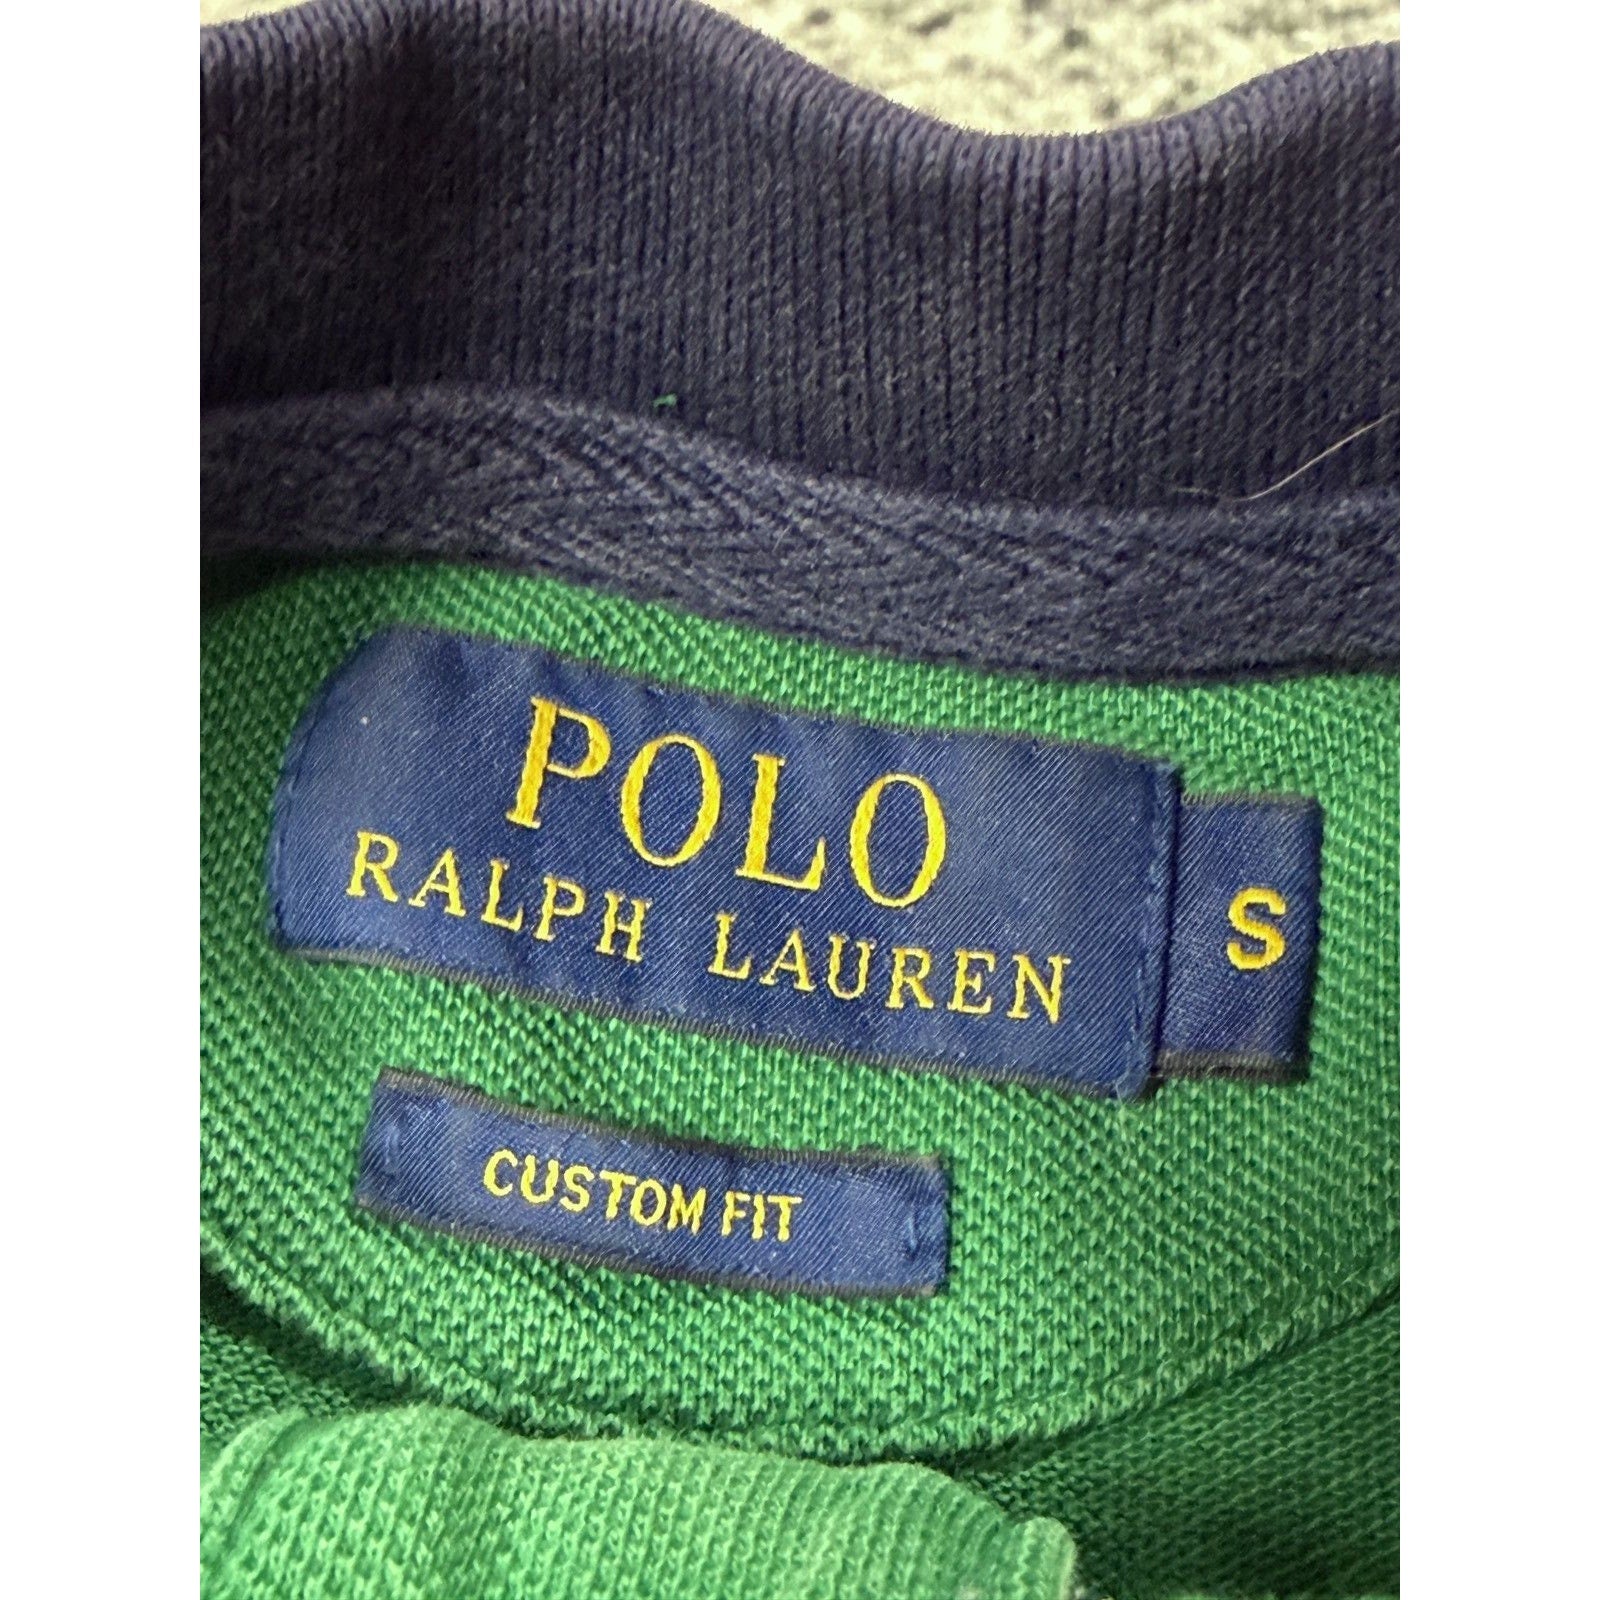 POLO
RALPH LAUREN
S
CUSTOM FIT